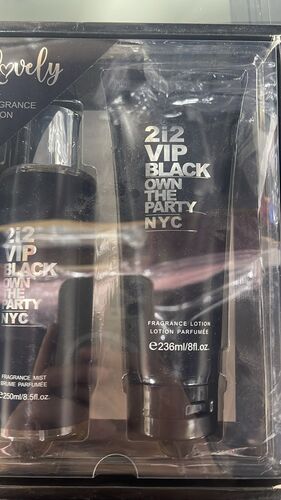 Lovely
FRAGRANCE
2i2
VIP
BLACK
OWN
THE
PARTY
NYC
FRAGRANCE MIST
BRUME PARFUMÉE
℮250ml/8.5fl.oz.
2i2
VIP
BLACK
OWN
THE
PARTY
NYC
FRAGRANCE LOTION
LOTION PARFUMÉE
℮236ml/8fl.oz.